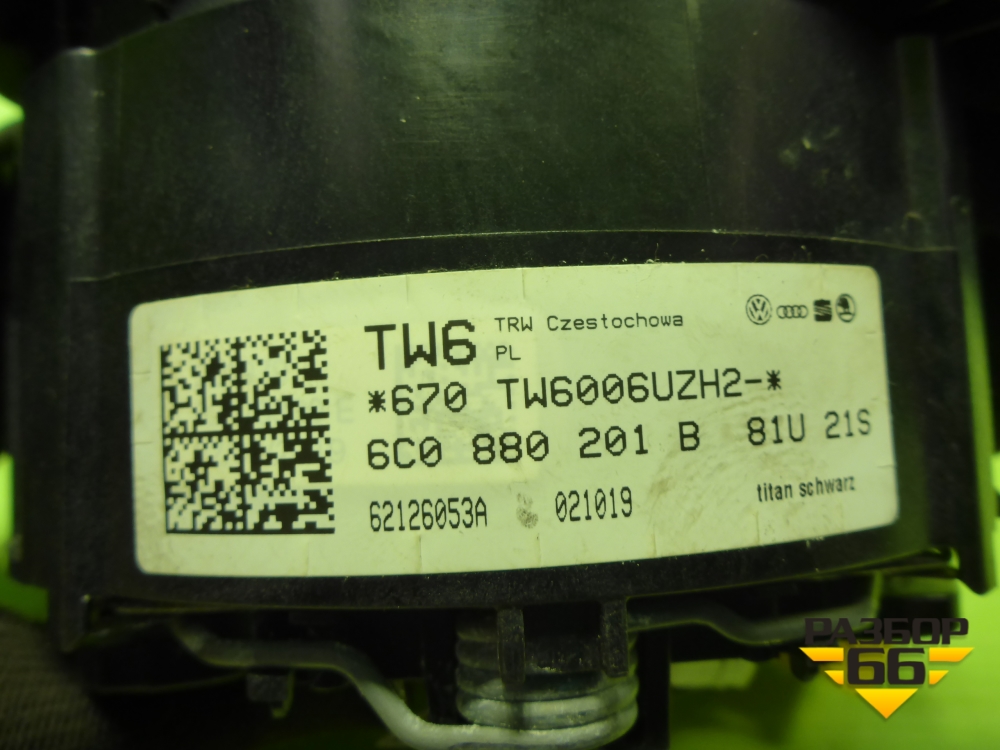 TW6 TRW Czestochowa
PL
*670 TW6006UZH2-*
6C0 880 201 B 81U 21S
62126053A 021019 titan schwarz
РАЗБОР
66